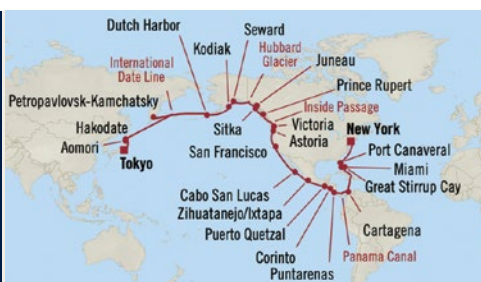 Dutch Harbor
Seward
Kodiak
Hubbard
Glacier
International
Date Line
Juneau
Petropavlovsk-Kamchatsky
Prince Rupert
Inside Passage
Hakodate
Aomori
Tokyo
Sitka
San Francisco
Victoria
Astoria
New York
Port Canaveral
Miami
Great Stirrup Cay
Cabo San Lucas
Zihuatanejo/Ixtapa
Puerto Quetzal
Cartagena
Corinto
Puntarenas
Panama Canal